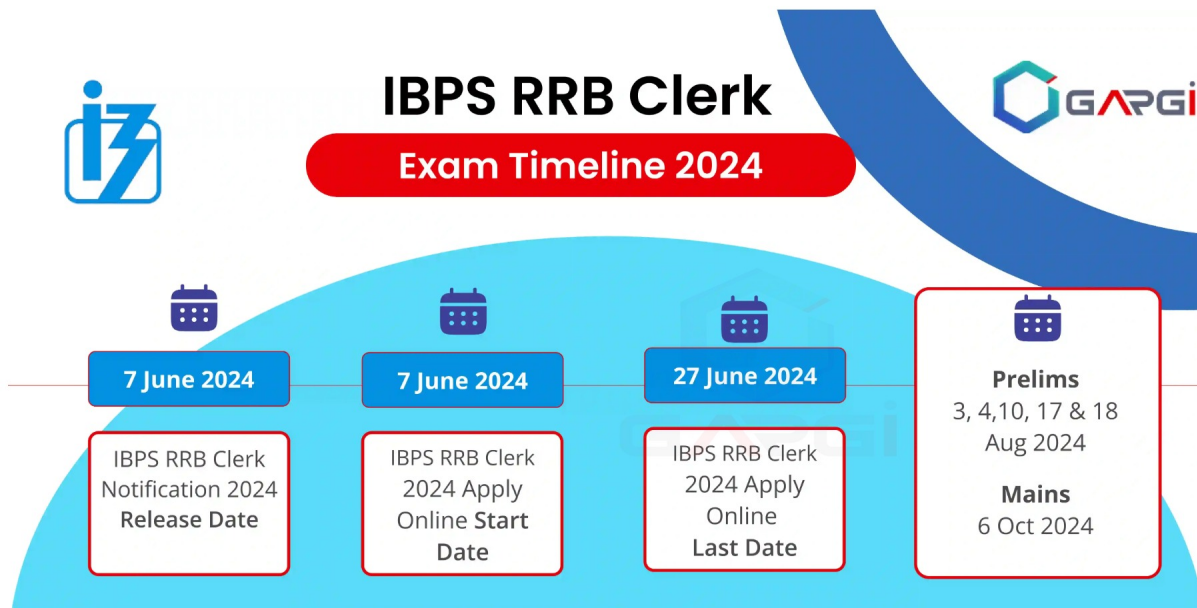 IBPS RRB Clerk
GARGI
Exam Timeline 2024
7 June 2024
IBPS RRB Clerk
Notification 2024
Release Date
7 June 2024
IBPS RRB Clerk
2024 Apply
Online Start
Date
27 June 2024
IBPS RRB Clerk
2024 Apply
Online
Last Date
Prelims
3, 4,10, 17 & 18
Aug 2024
Mains
6 Oct 2024
GARGI